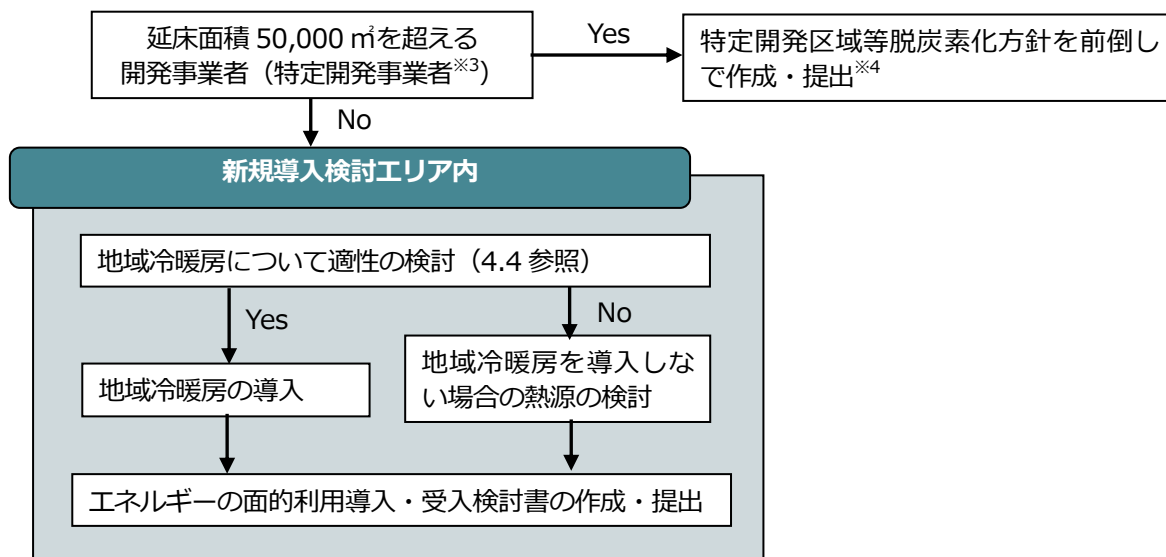 延床面積 50,000 ㎡を超える
開発事業者（特定開発事業者※3）
Yes
特定開発区域等脱炭素化方針を前倒し
で作成・提出※4
No
新規導入検討エリア内
地域冷暖房について適性の検討（4.4 参照）
Yes
No
地域冷暖房の導入
地域冷暖房を導入しな
い場合の熱源の検討
エネルギーの面的利用導入・受入検討書の作成・提出